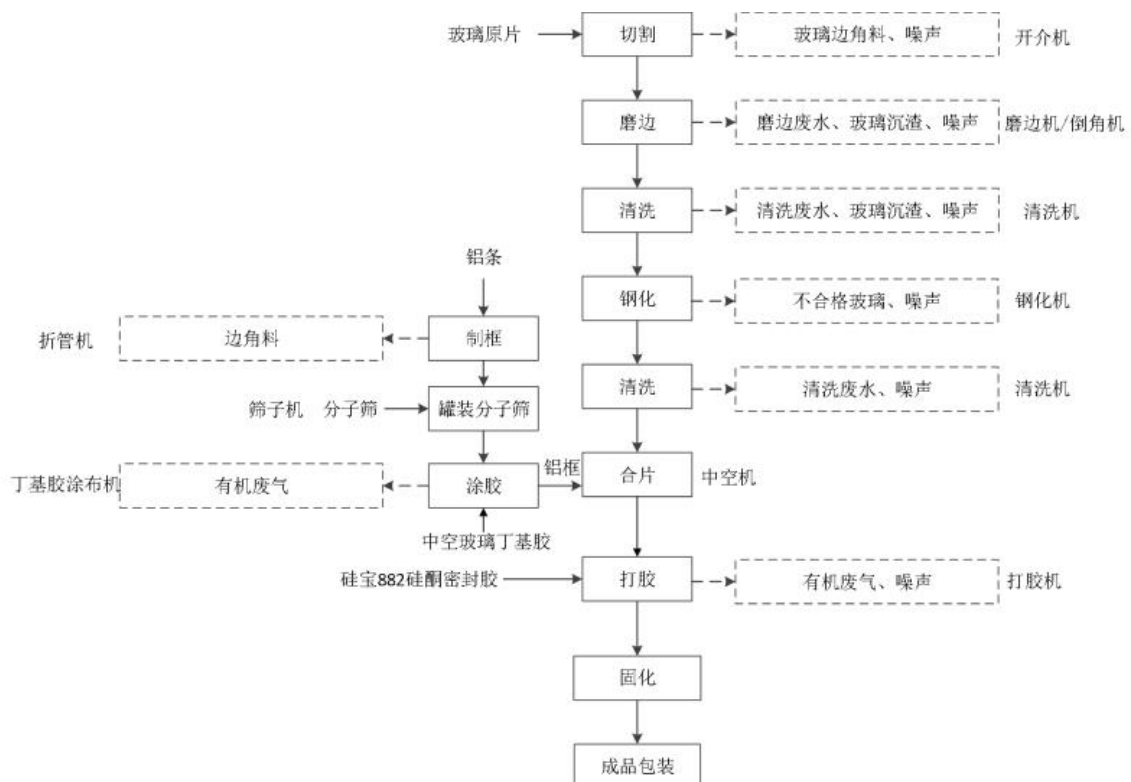 玻璃原片
切割
玻璃边角料、噪声
开介机
磨边
磨边废水、玻璃沉渣、噪声
磨边机/倒角机
清洗
清洗废水、玻璃沉渣、噪声
清洗机
铝条
钢化
不合格玻璃、噪声
钢化机
折管机
边角料
制框
清洗
清洗废水、噪声
清洗机
筛子机
分子筛
罐装分子筛
丁基胶涂布机
有机废气
涂胶
铝框
合片
中空机
中空玻璃丁基胶
硅宝882硅酮密封胶
打胶
有机废气、噪声
打胶机
固化
成品包装